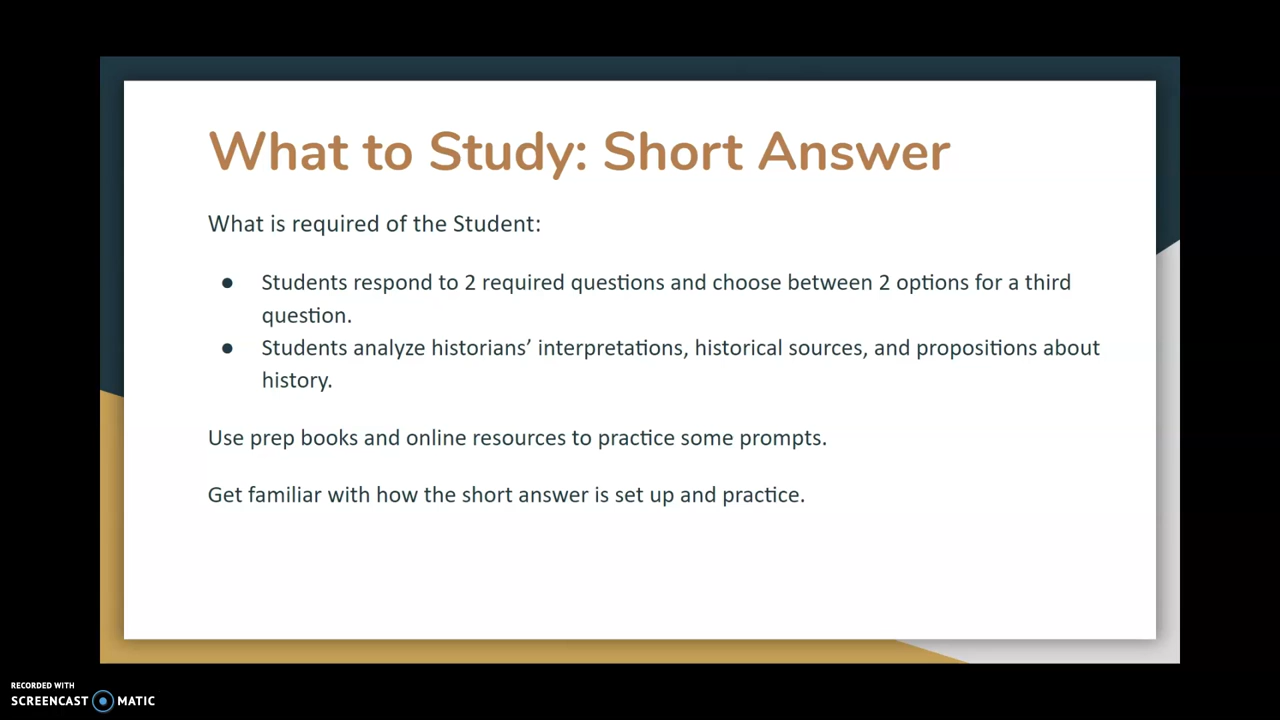 What to Study: Short Answer
What is required of the Student:
● Students respond to 2 required questions and choose between 2 options for a third
question.
● Students analyze historians’ interpretations, historical sources, and propositions about
history.
Use prep books and online resources to practice some prompts.
Get familiar with how the short answer is set up and practice.
RECORDED WITH
SCREENCAST MATIC